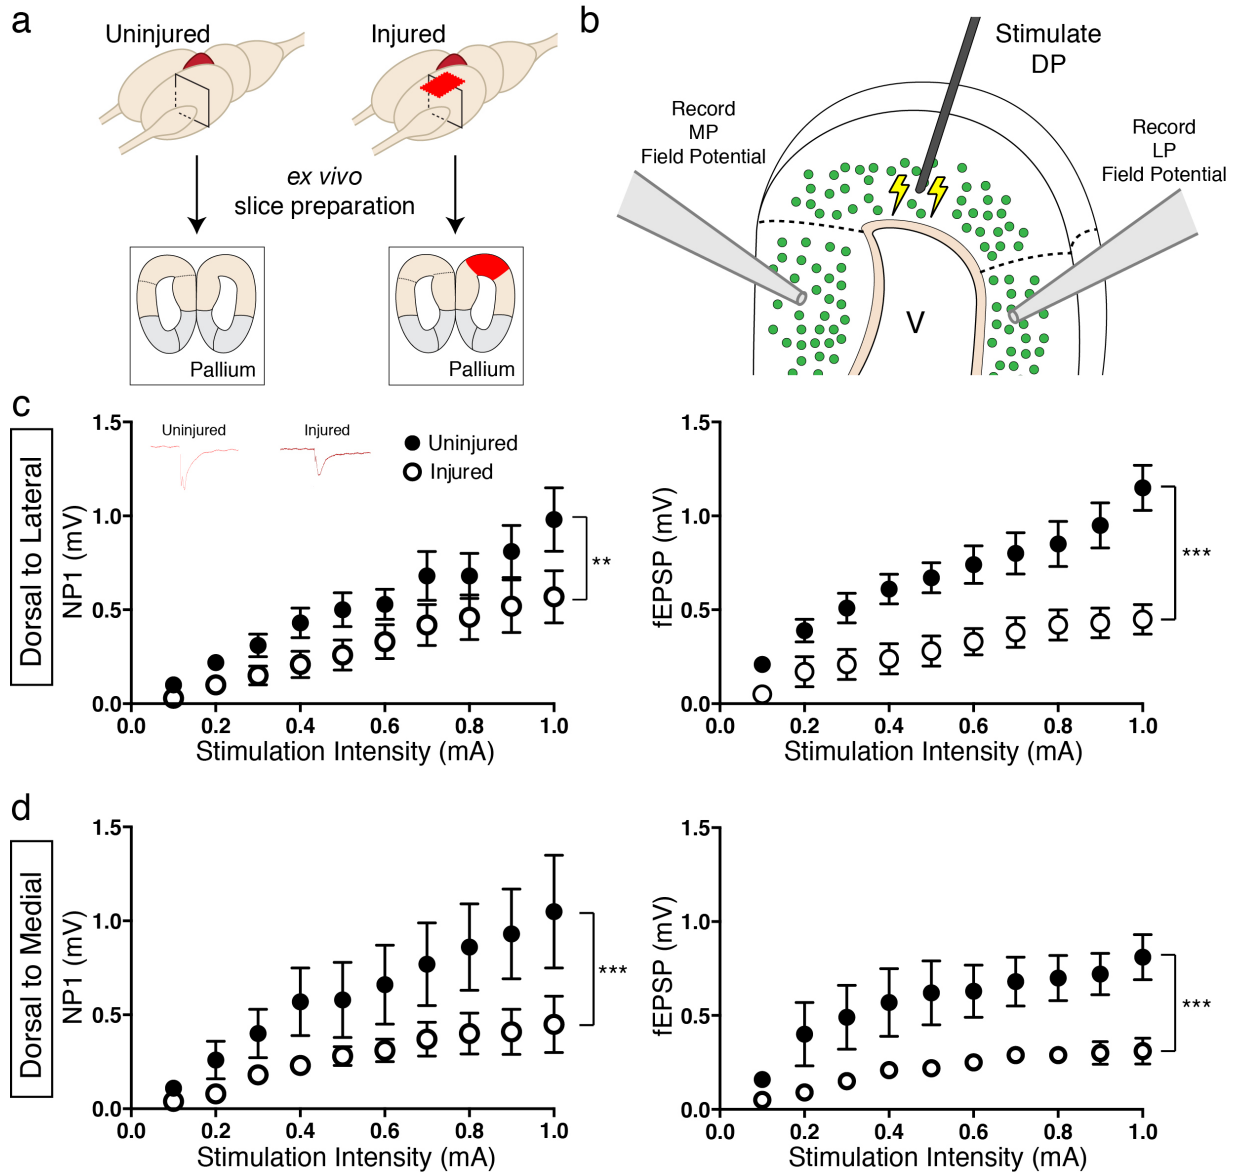 a
Uninjured
Injured
ex vivo
slice preparation
Pallium
Pallium
b
Stimulate
DP
Record
MP
Field Potential
Record
LP
Field Potential
V
c
Dorsal to Lateral
NP1 (mV)
1.5
1.0
0.5
0.0
Uninjured
Injured
Uninjured
Injured
**
0.0 0.2 0.4 0.6 0.8 1.0
Stimulation Intensity (mA)
fEPSP (mV)
1.5
1.0
0.5
0.0
***
0.0 0.2 0.4 0.6 0.8 1.0
Stimulation Intensity (mA)
d
Dorsal to Medial
NP1 (mV)
1.5
1.0
0.5
0.0
***
0.0 0.2 0.4 0.6 0.8 1.0
Stimulation Intensity (mA)
fEPSP (mV)
1.5
1.0
0.5
0.0
***
0.0 0.2 0.4 0.6 0.8 1.0
Stimulation Intensity (mA)